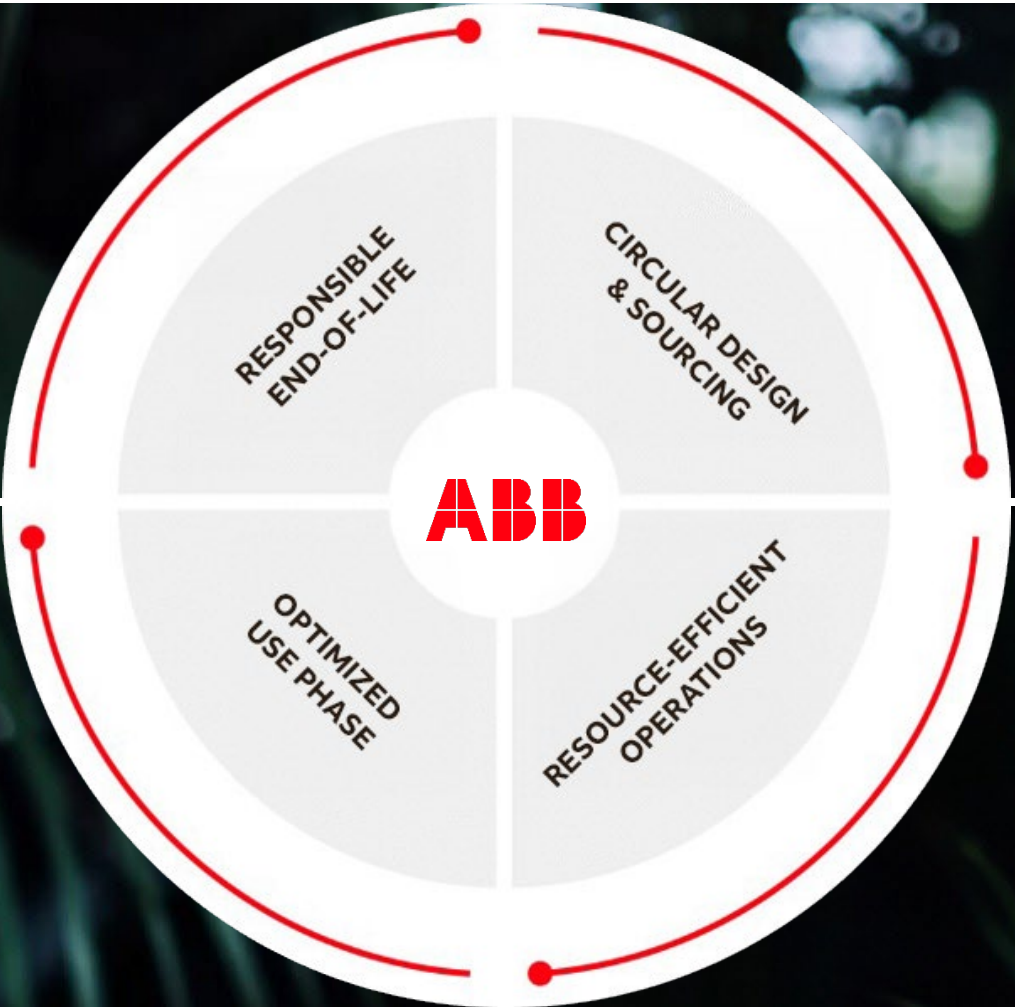 RESPONSIBLE
END-OF-LIFE
CIRCULAR DESIGN
& SOURCING
ABB
OPTIMIZED
USE PHASE
RESOURCE-EFFICIENT
OPERATIONS